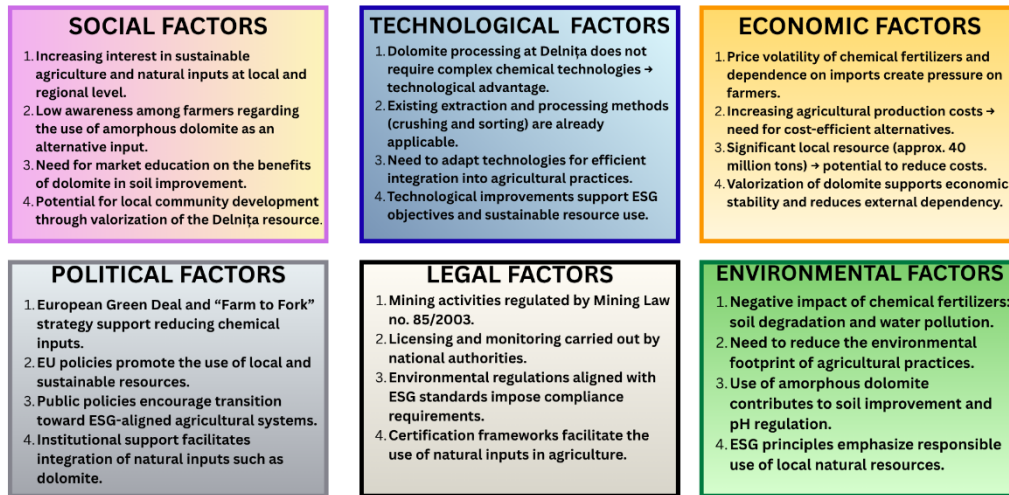 SOCIAL FACTORS
1. Increasing interest in sustainable
agriculture and natural inputs at local and
regional level.
2. Low awareness among farmers regarding
the use of amorphous dolomite as an
alternative input.
3. Need for market education on the benefits
of dolomite in soil improvement.
4. Potential for local community development
through valorization of the Delnița resource.
TECHNOLOGICAL FACTORS
1. Dolomite processing at Delnița does not
require complex chemical technologies →
technological advantage.
2. Existing extraction and processing methods
(crushing and sorting) are already
applicable.
3. Need to adapt technologies for efficient
integration into agricultural practices.
4. Technological improvements support ESG
objectives and sustainable resource use.
ECONOMIC FACTORS
1. Price volatility of chemical fertilizers and
dependence on imports create pressure on
farmers.
2. Increasing agricultural production costs →
need for cost-efficient alternatives.
3. Significant local resource (approx. 40
million tons) → potential to reduce costs.
4. Valorization of dolomite supports economic
stability and reduces external dependency.
POLITICAL FACTORS
1. European Green Deal and “Farm to Fork”
strategy support reducing chemical
inputs.
2. EU policies promote the use of local and
sustainable resources.
3. Public policies encourage transition
toward ESG-aligned agricultural systems.
4. Institutional support facilitates
integration of natural inputs such as
dolomite.
LEGAL FACTORS
1. Mining activities regulated by Mining Law
no. 85/2003.
2. Licensing and monitoring carried out by
national authorities.
3. Environmental regulations aligned with
ESG standards impose compliance
requirements.
4. Certification frameworks facilitate the
use of natural inputs in agriculture.
ENVIRONMENTAL FACTORS
1. Negative impact of chemical fertilizers:
soil degradation and water pollution.
2. Need to reduce the environmental
footprint of agricultural practices.
3. Use of amorphous dolomite
contributes to soil improvement and
pH regulation.
4. ESG principles emphasize responsible
use of local natural resources.